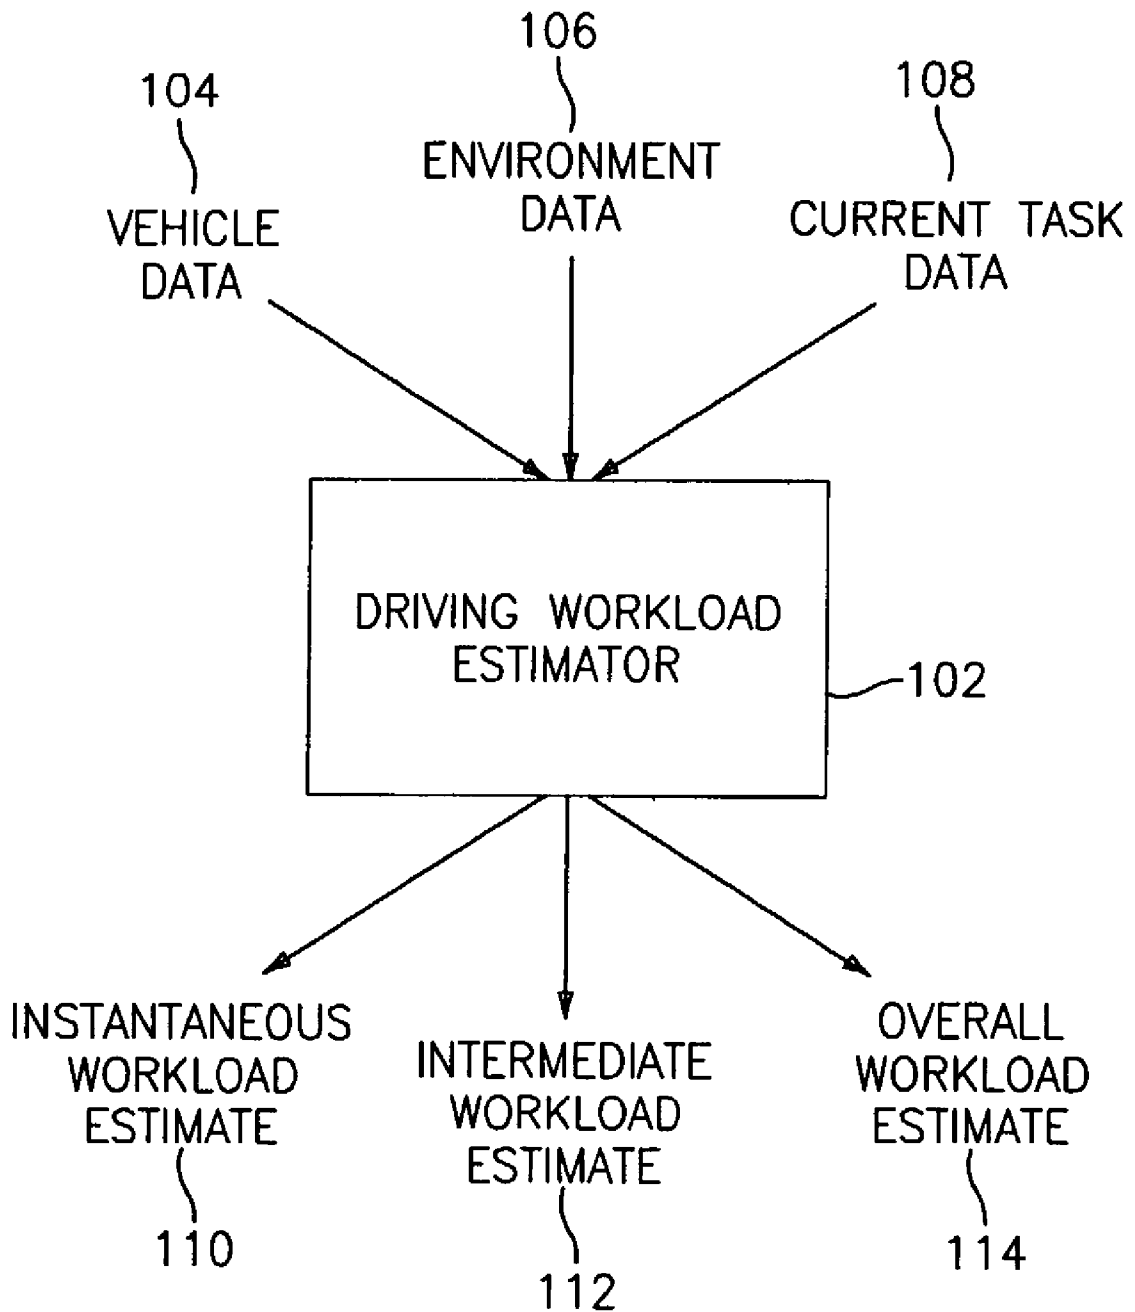 106
104
108
ENVIRONMENT
DATA
VEHICLE
DATA
CURRENT TASK
DATA
DRIVING WORKLOAD
ESTIMATOR
102
INSTANTANEOUS
WORKLOAD
ESTIMATE
INTERMEDIATE
WORKLOAD
ESTIMATE
OVERALL
WORKLOAD
ESTIMATE
110
112
114